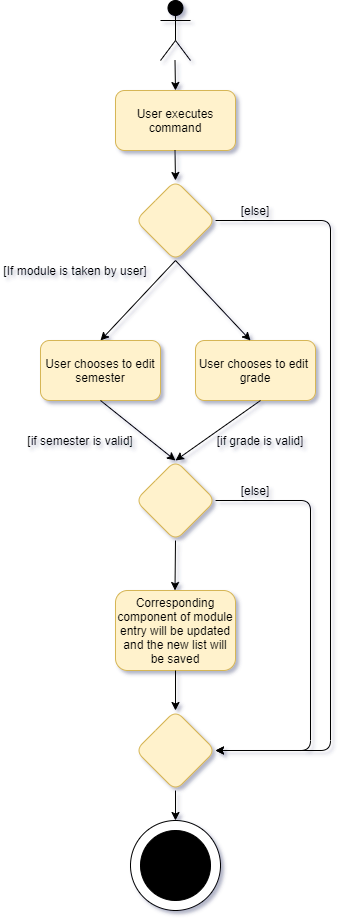 User executes
command
[else]
[If module is taken by user]
User chooses to edit
semester
User chooses to edit
grade
[if semester is valid]
[if grade is valid]
[else]
Corresponding
component of module
entry will be updated
and the new list will
be saved